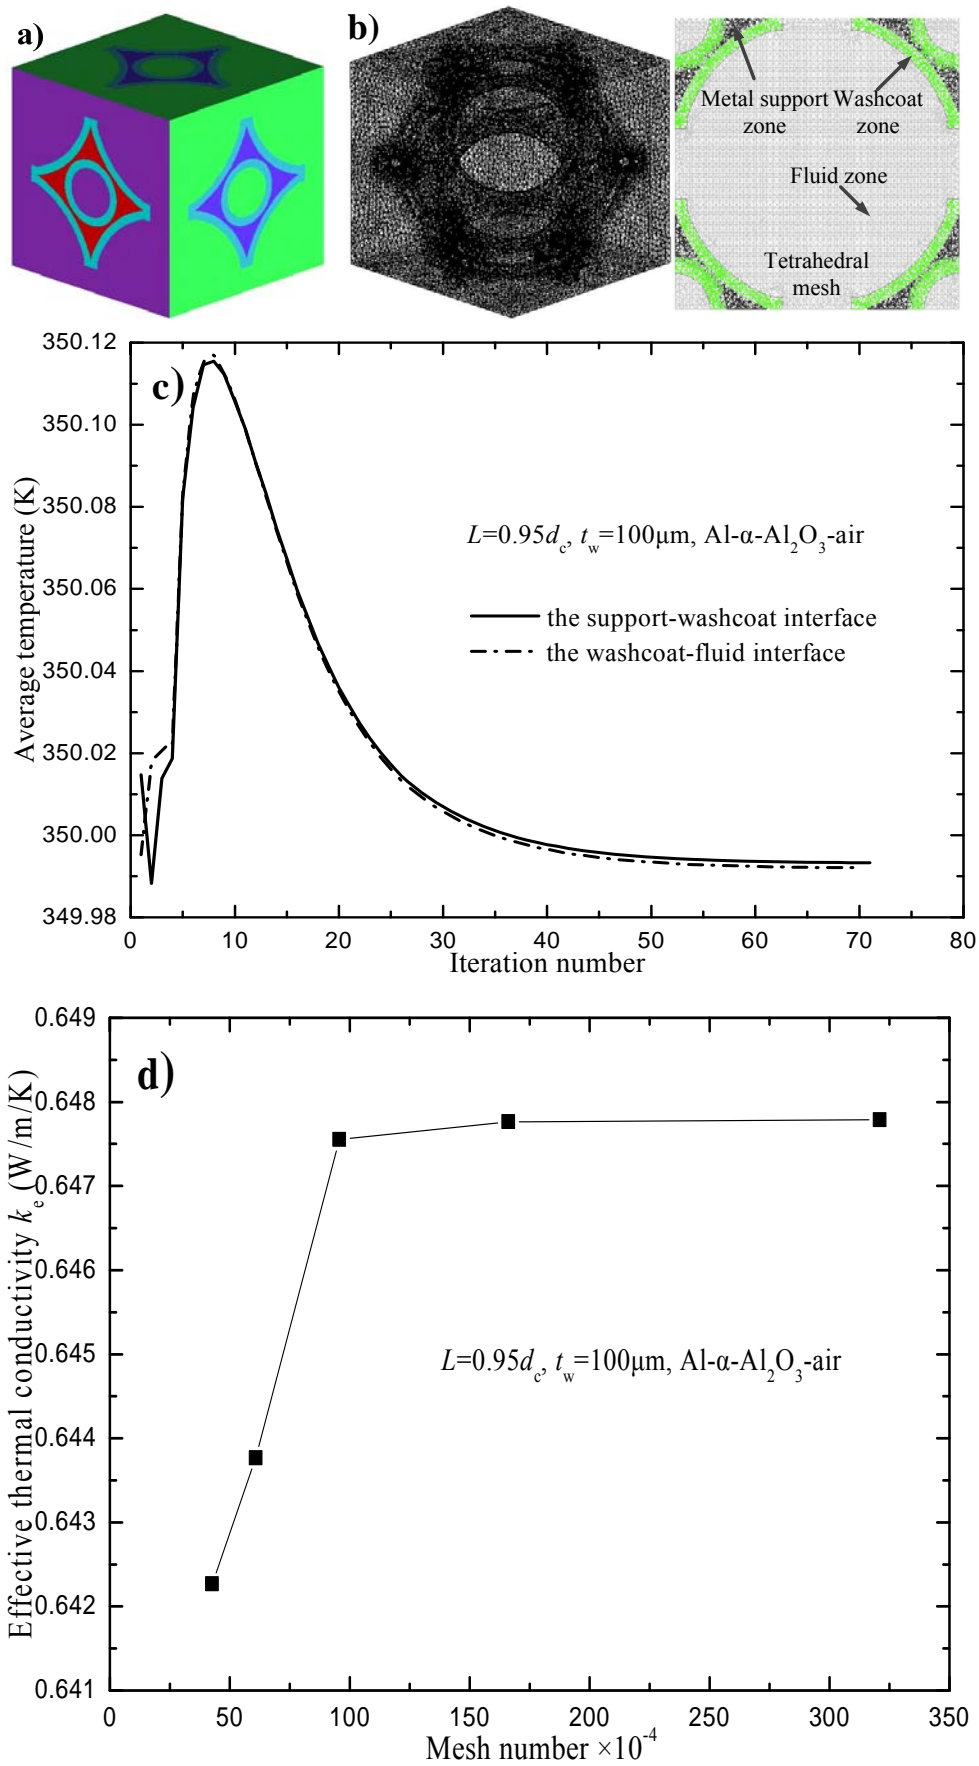 a)
b)
Metal support
zone
Washcoat
zone
Fluid zone
Tetrahedral
mesh
c)
350.12
350.10
350.08
350.06
350.04
350.02
350.00
349.98
Average temperature (K)
L=0.95d_c, t_w=100μm, Al-α-Al₂O₃-air
the support-washcoat interface
the washcoat-fluid interface
0 10 20 30 40 50 60 70 80
Iteration number
d)
0.649
0.648
0.647
0.646
0.645
0.644
0.643
0.642
0.641
Effective thermal conductivity kₑ (W/m/K)
L=0.95d_c, t_w=100μm, Al-α-Al₂O₃-air
0 50 100 150 200 250 300 350
Mesh number ×10⁻⁴